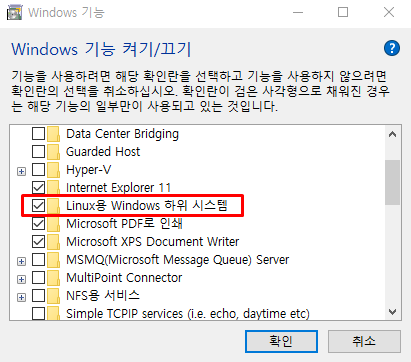 Windows 기능
Windows 기능 켜기/끄기
기능을 사용하려면 해당 확인란을 선택하고 기능을 사용하지 않으려면
확인란의 선택을 취소하십시오. 확인란이 검은 사각형으로 채워진 경우
는 해당 기능의 일부만이 사용되고 있는 것입니다.
Data Center Bridging
Guarded Host
Hyper-V
Internet Explorer 11
Linux용 Windows 하위 시스템
Microsoft PDF로 인쇄
Microsoft XPS Document Writer
MSMQ(Microsoft Message Queue) Server
MultiPoint Connector
NFS용 서비스
Simple TCPIP services (i.e. echo, daytime etc)
확인
취소